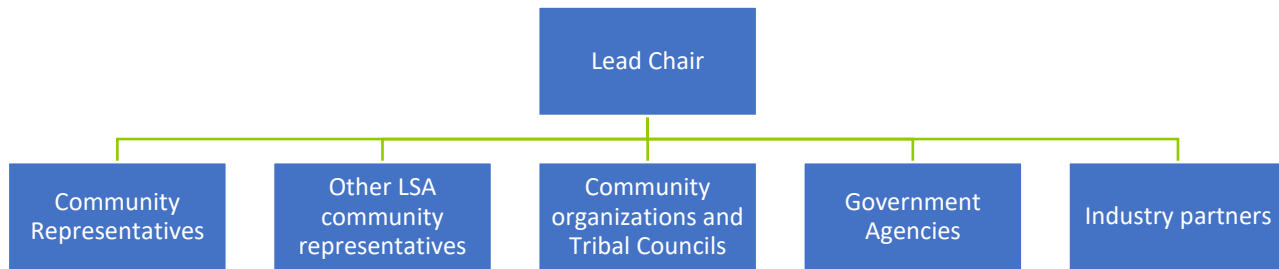 Lead Chair
Community
Representatives
Other LSA
community
representatives
Community
organizations and
Tribal Councils
Government
Agencies
Industry partners